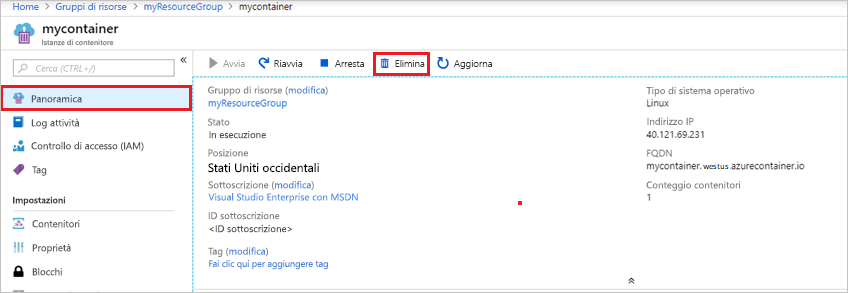 Home > Gruppi di risorse > myResourceGroup > mycontainer
mycontainer
Istanze di contenitore
Cerca (CTRL+/)
«
Panoramica
Log attività
Controllo di accesso (IAM)
Tag
Impostazioni
Contenitori
Proprietà
Blocchi
Avvia Riavvia Arresta Elimina Aggiorna
Gruppo di risorse (modifica)
myResourceGroup
Stato
In esecuzione
Posizione
Stati Uniti occidentali
Sottoscrizione (modifica)
Visual Studio Enterprise con MSDN
ID sottoscrizione
<ID sottoscrizione>
Tag (modifica)
Fai clic qui per aggiungere tag
Tipo di sistema operativo
Linux
Indirizzo IP
40.121.69.231
FQDN
mycontainer.westus.azurecontainer.io
Conteggio contenitori
1